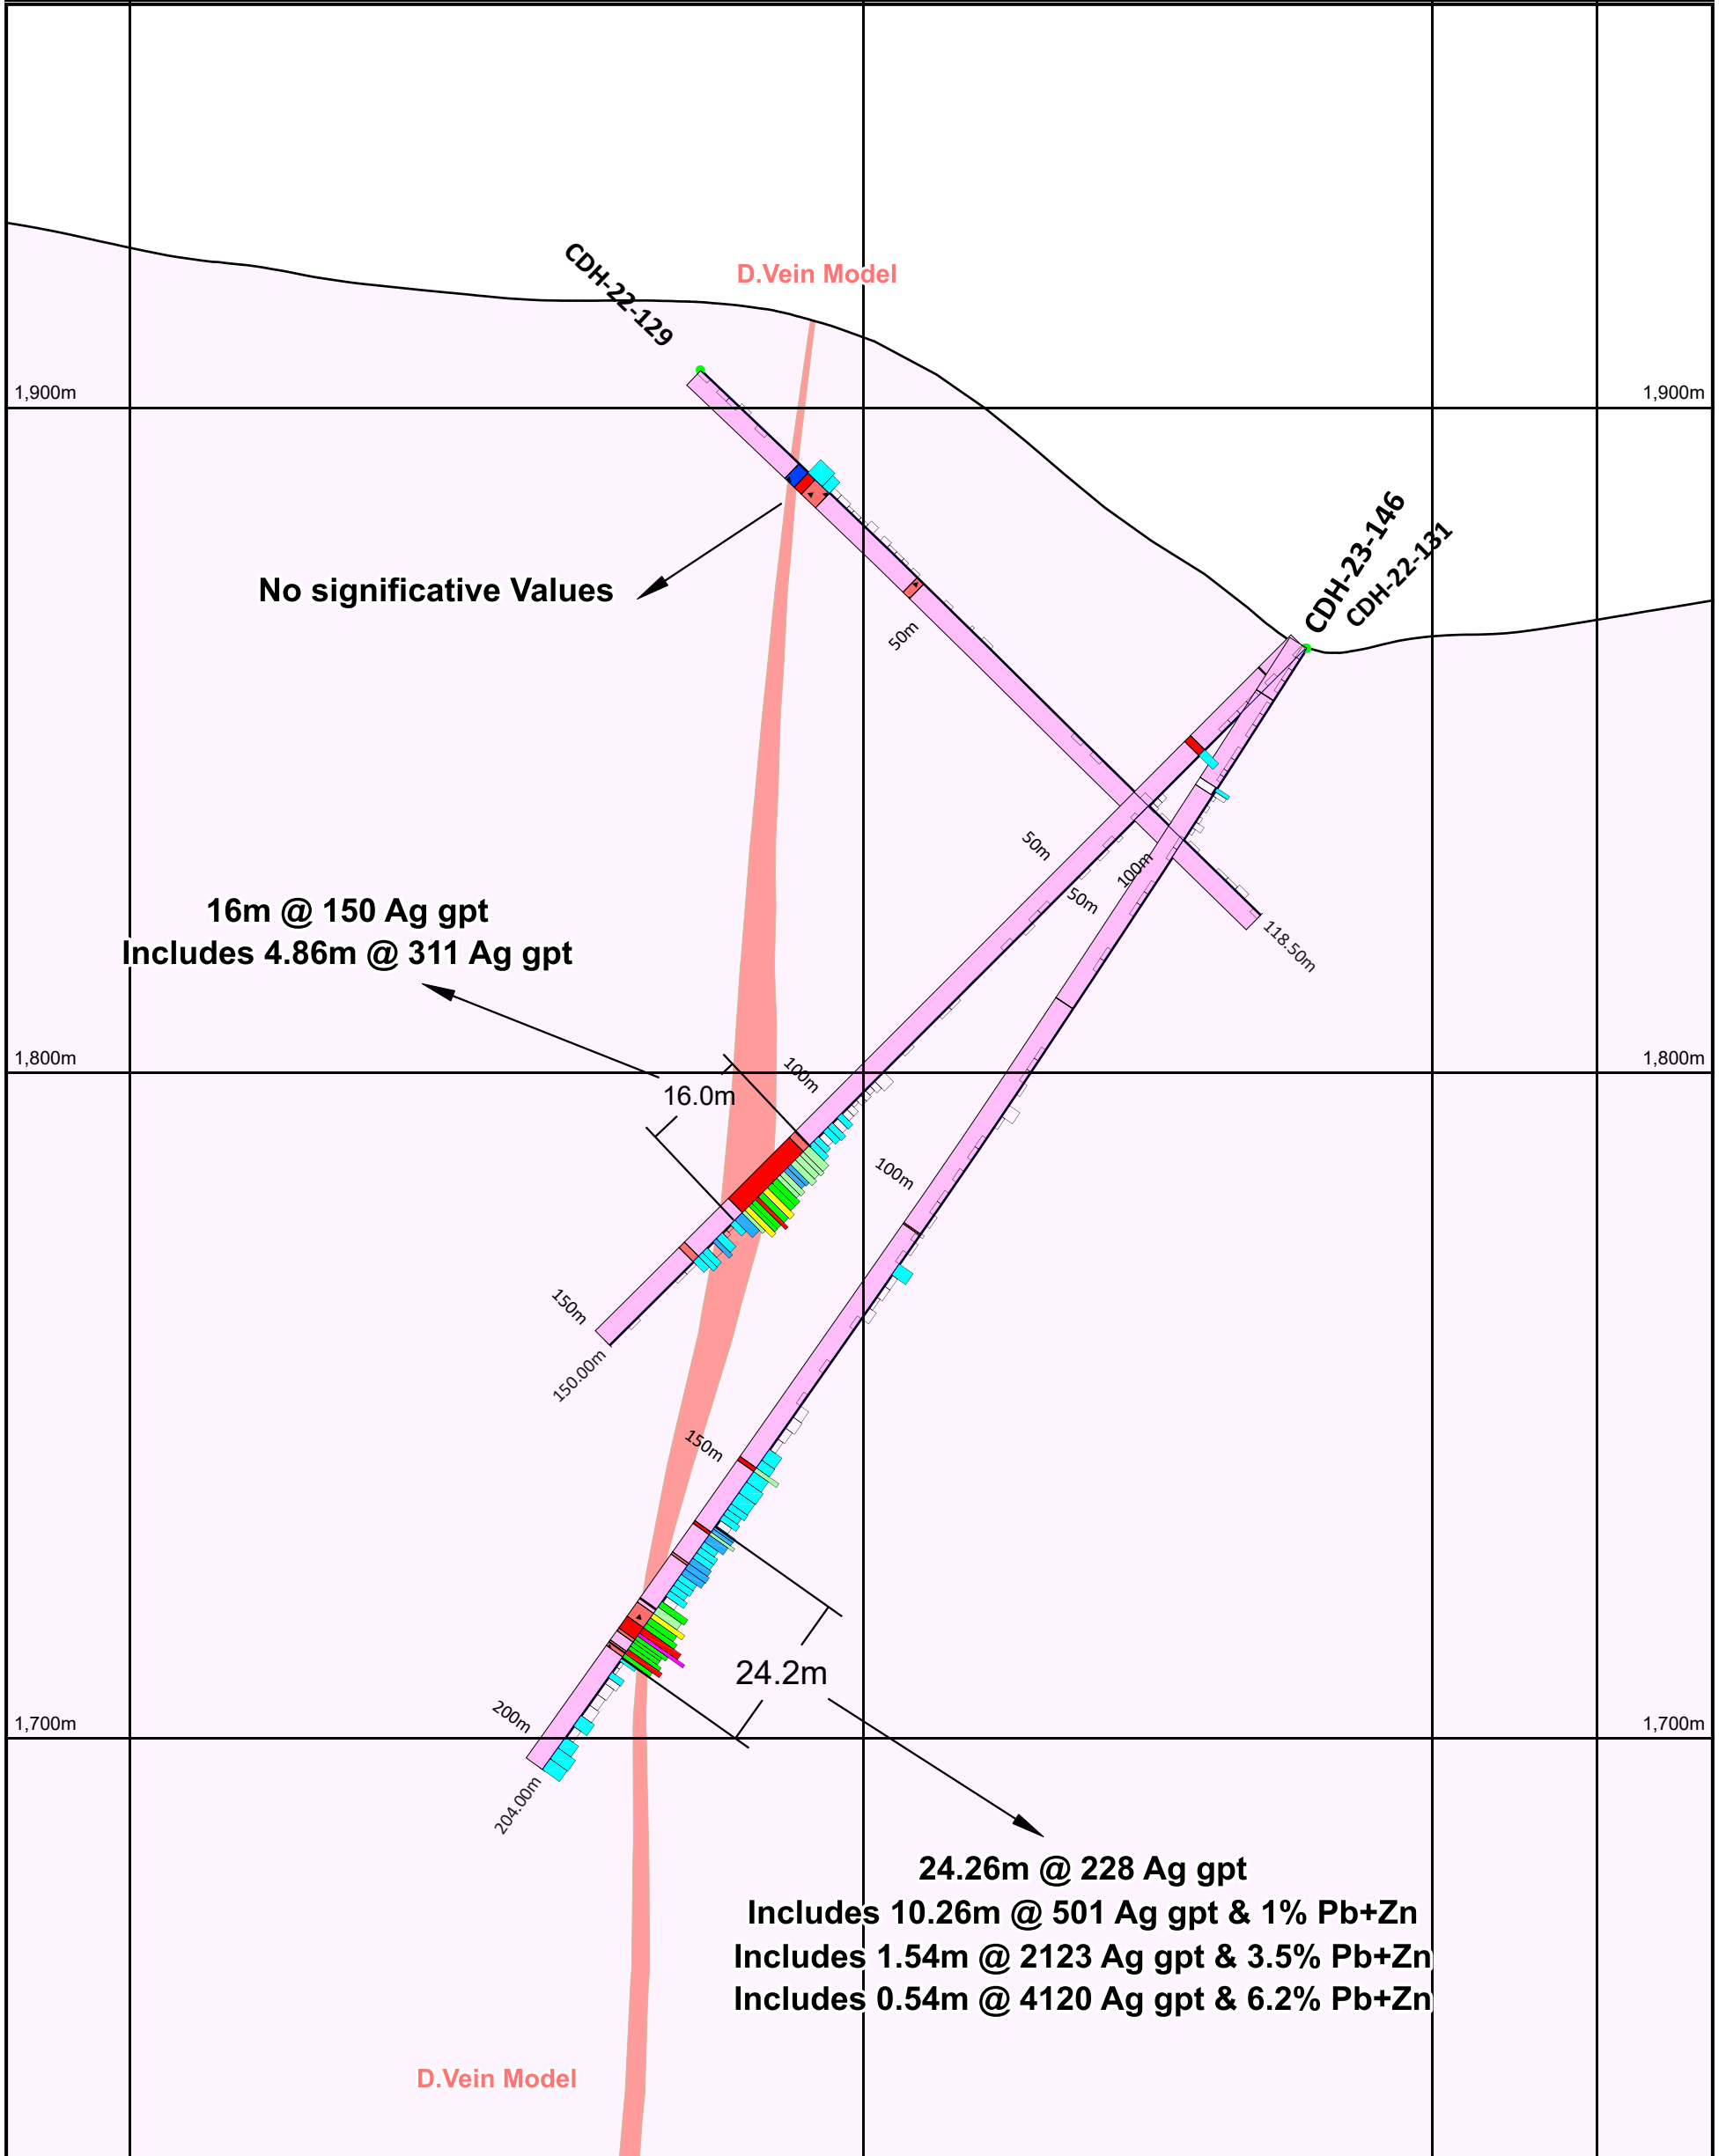 D.Vein Model
CDH-22-129
1,900m
1,900m
CDH-23-146
CDH-22-131
No significative Values
50m
50m
100m
50m
118.50m
16m @ 150 Ag gpt
Includes 4.86m @ 311 Ag gpt
1,800m
1,800m
100m
16.0m
100m
150m
150.00m
150m
24.2m
200m
1,700m
1,700m
204.00m
24.26m @ 228 Ag gpt
Includes 10.26m @ 501 Ag gpt & 1% Pb+Zn
Includes 1.54m @ 2123 Ag gpt & 3.5% Pb+Zn
Includes 0.54m @ 4120 Ag gpt & 6.2% Pb+Zn
D.Vein Model